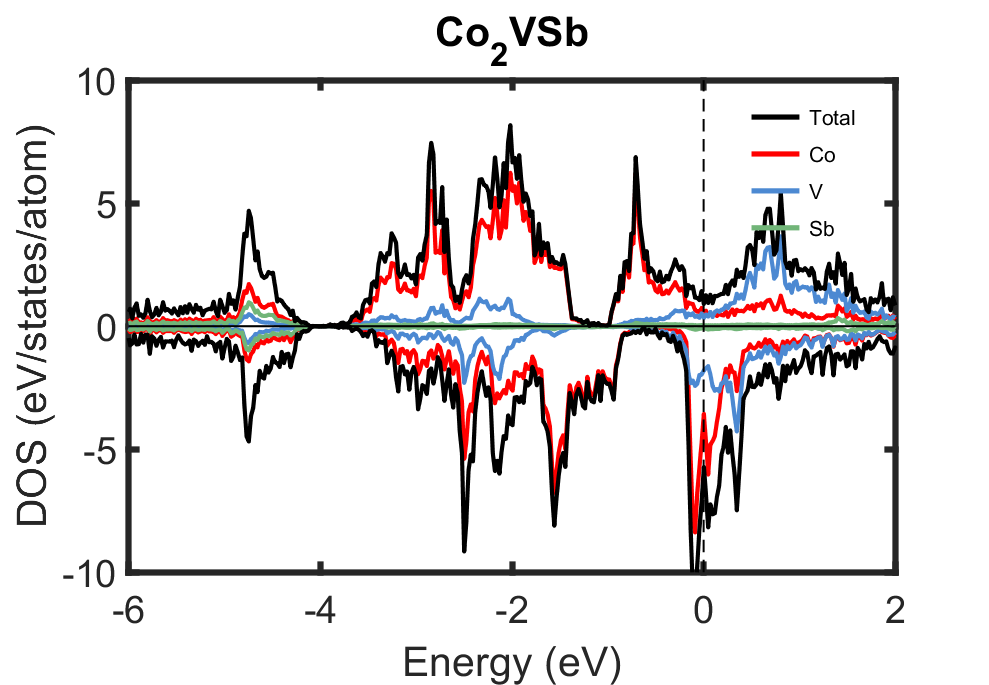 Co₂VSb
DOS (eV/states/atom)
10
5
0
-5
-10
Total
Co
V
Sb
-6 -4 -2 0 2
Energy (eV)